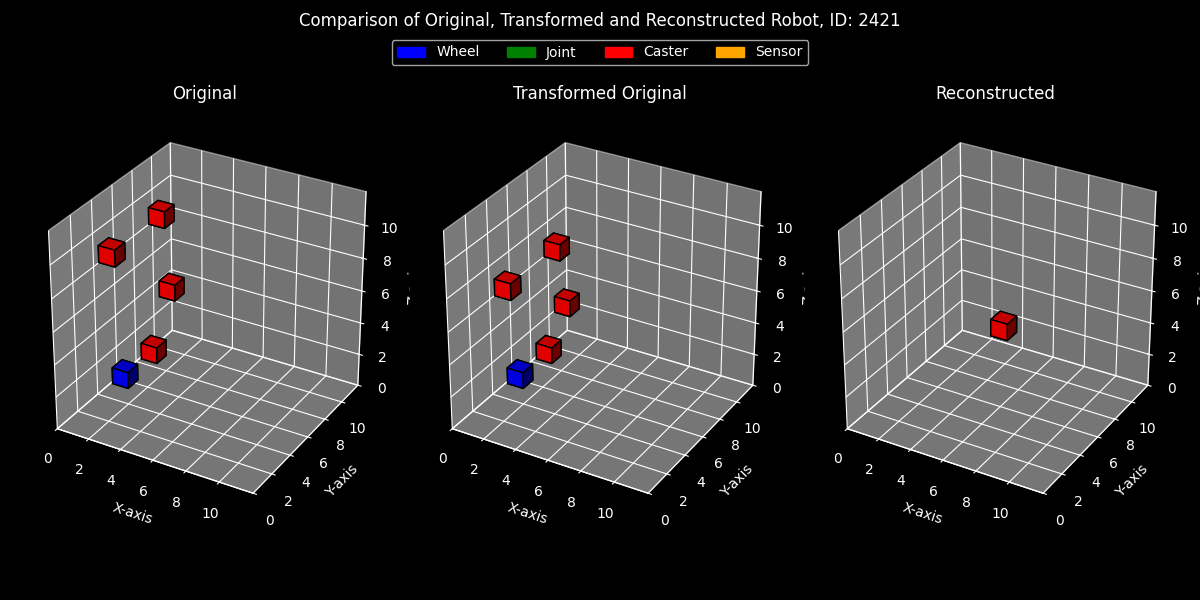 Comparison of Original, Transformed and Reconstructed Robot, ID: 2421
Wheel Joint Caster Sensor
Original Transformed Original Reconstructed
10 10 10
8 8 8
6 6 6
4 4 4
2 2 2
0 0 0
0 2 4 6 8 10
X-axis
0 2 4 6 8 10
Y-axis
0 2 4 6 8 10
X-axis
0 2 4 6 8 10
Y-axis
0 2 4 6 8 10
X-axis
0 2 4 6 8 10
Y-axis